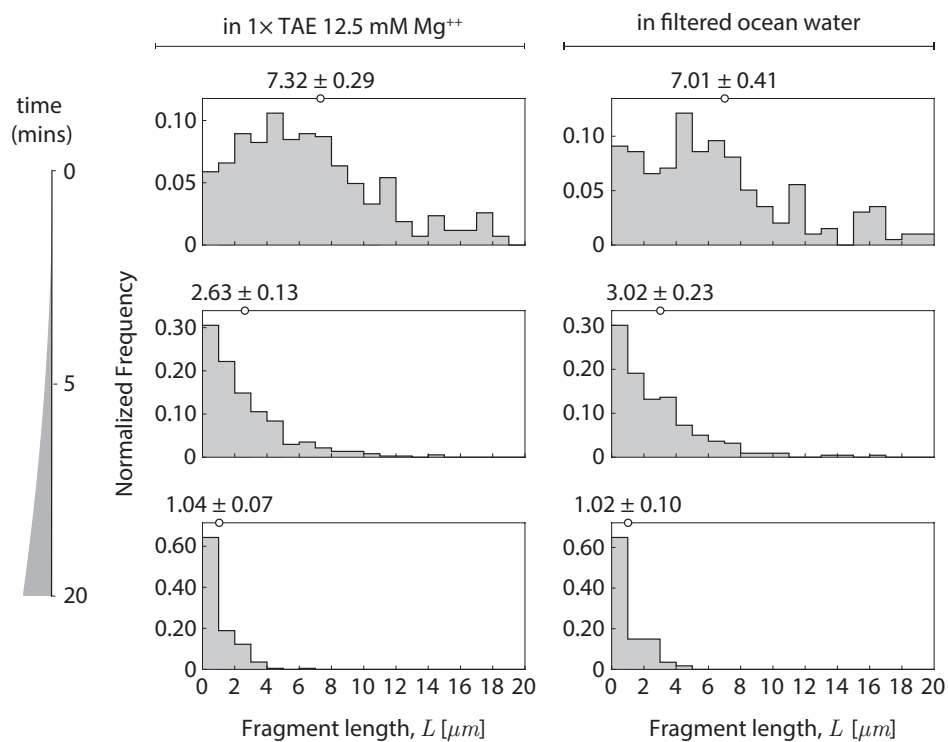 in 1× TAE 12.5 mM Mg⁺⁺
in filtered ocean water
time
(mins)
0
5
20
Normalized Frequency
7.32 ± 0.29
0.10
0.05
0
7.01 ± 0.41
0.10
0.05
0
2.63 ± 0.13
0.30
0.20
0.10
0
3.02 ± 0.23
0.30
0.20
0.10
0
1.04 ± 0.07
0.60
0.40
0.20
0
0 2 4 6 8 10 12 14 16 18 20
Fragment length, L [μm]
1.02 ± 0.10
0.60
0.40
0.20
0
0 2 4 6 8 10 12 14 16 18 20
Fragment length, L [μm]